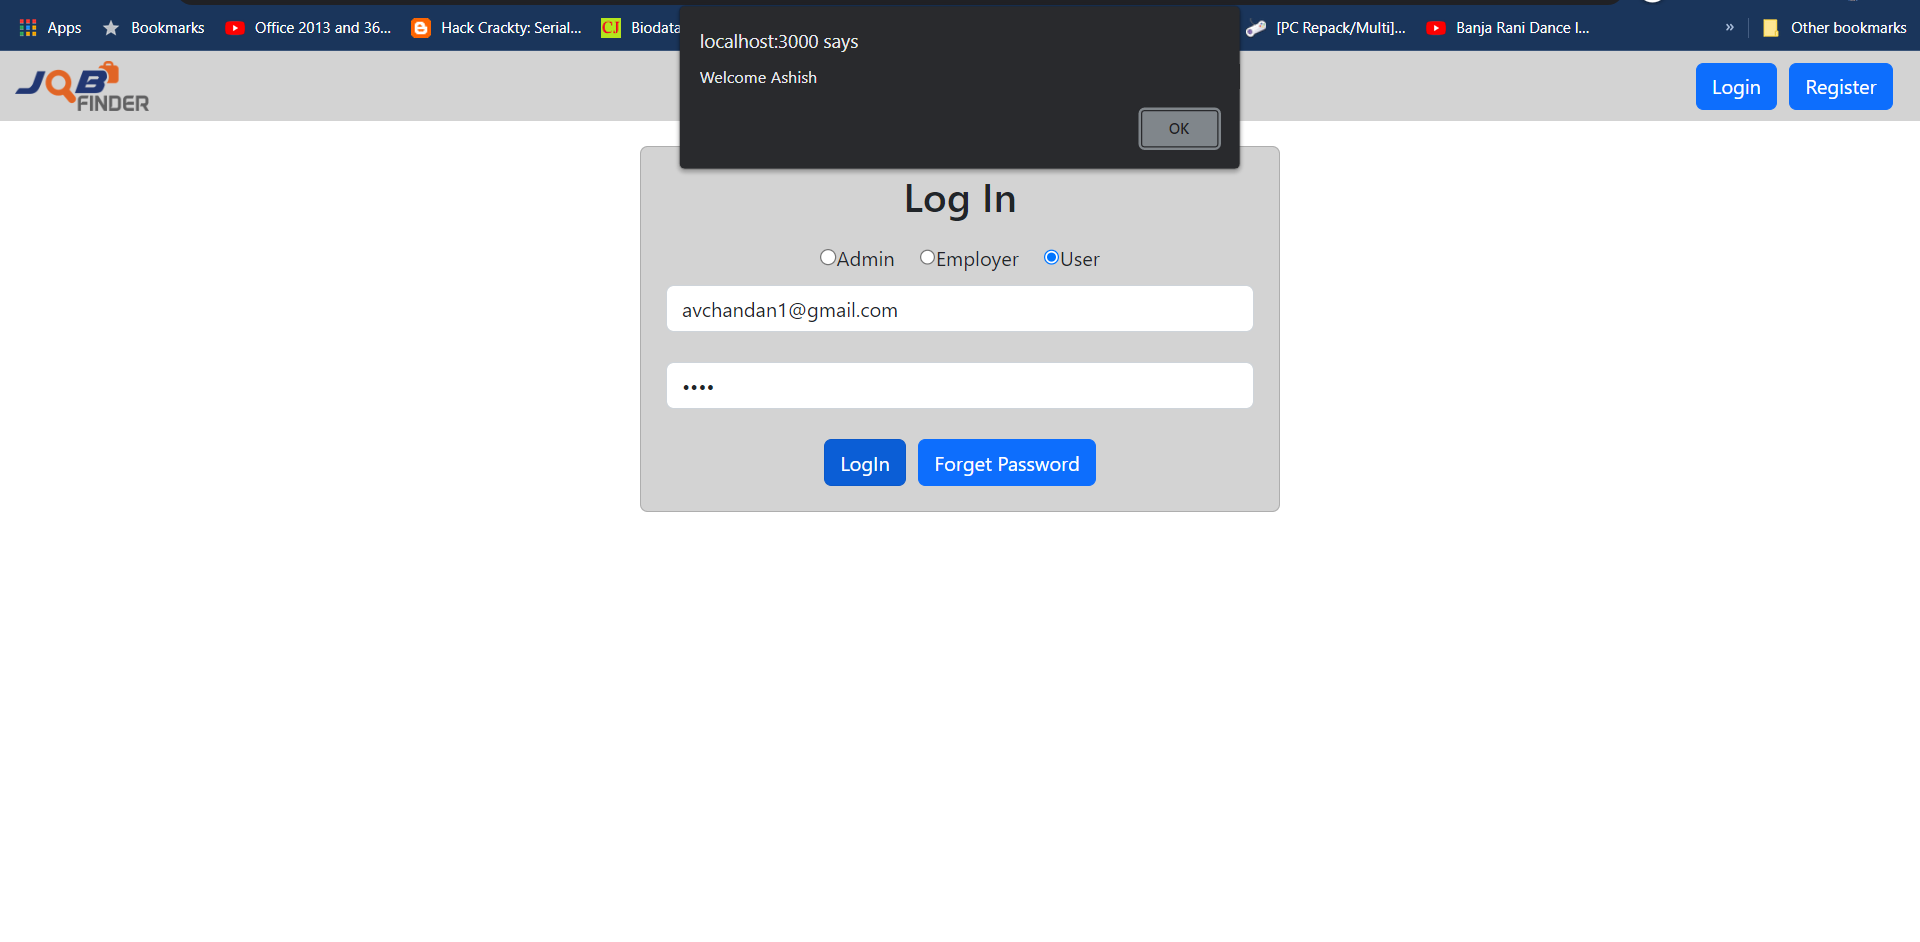 Apps Bookmarks Office 2013 and 36... Hack Crackty: Serial... CJ Biodata [PC Repack/Multi]... Banja Rani Dance I... » Other bookmarks
localhost:3000 says
Welcome Ashish
OK
JOB
FINDER
Login Register
Log In
Admin Employer User
avchandan1@gmail.com
••••
LogIn Forget Password